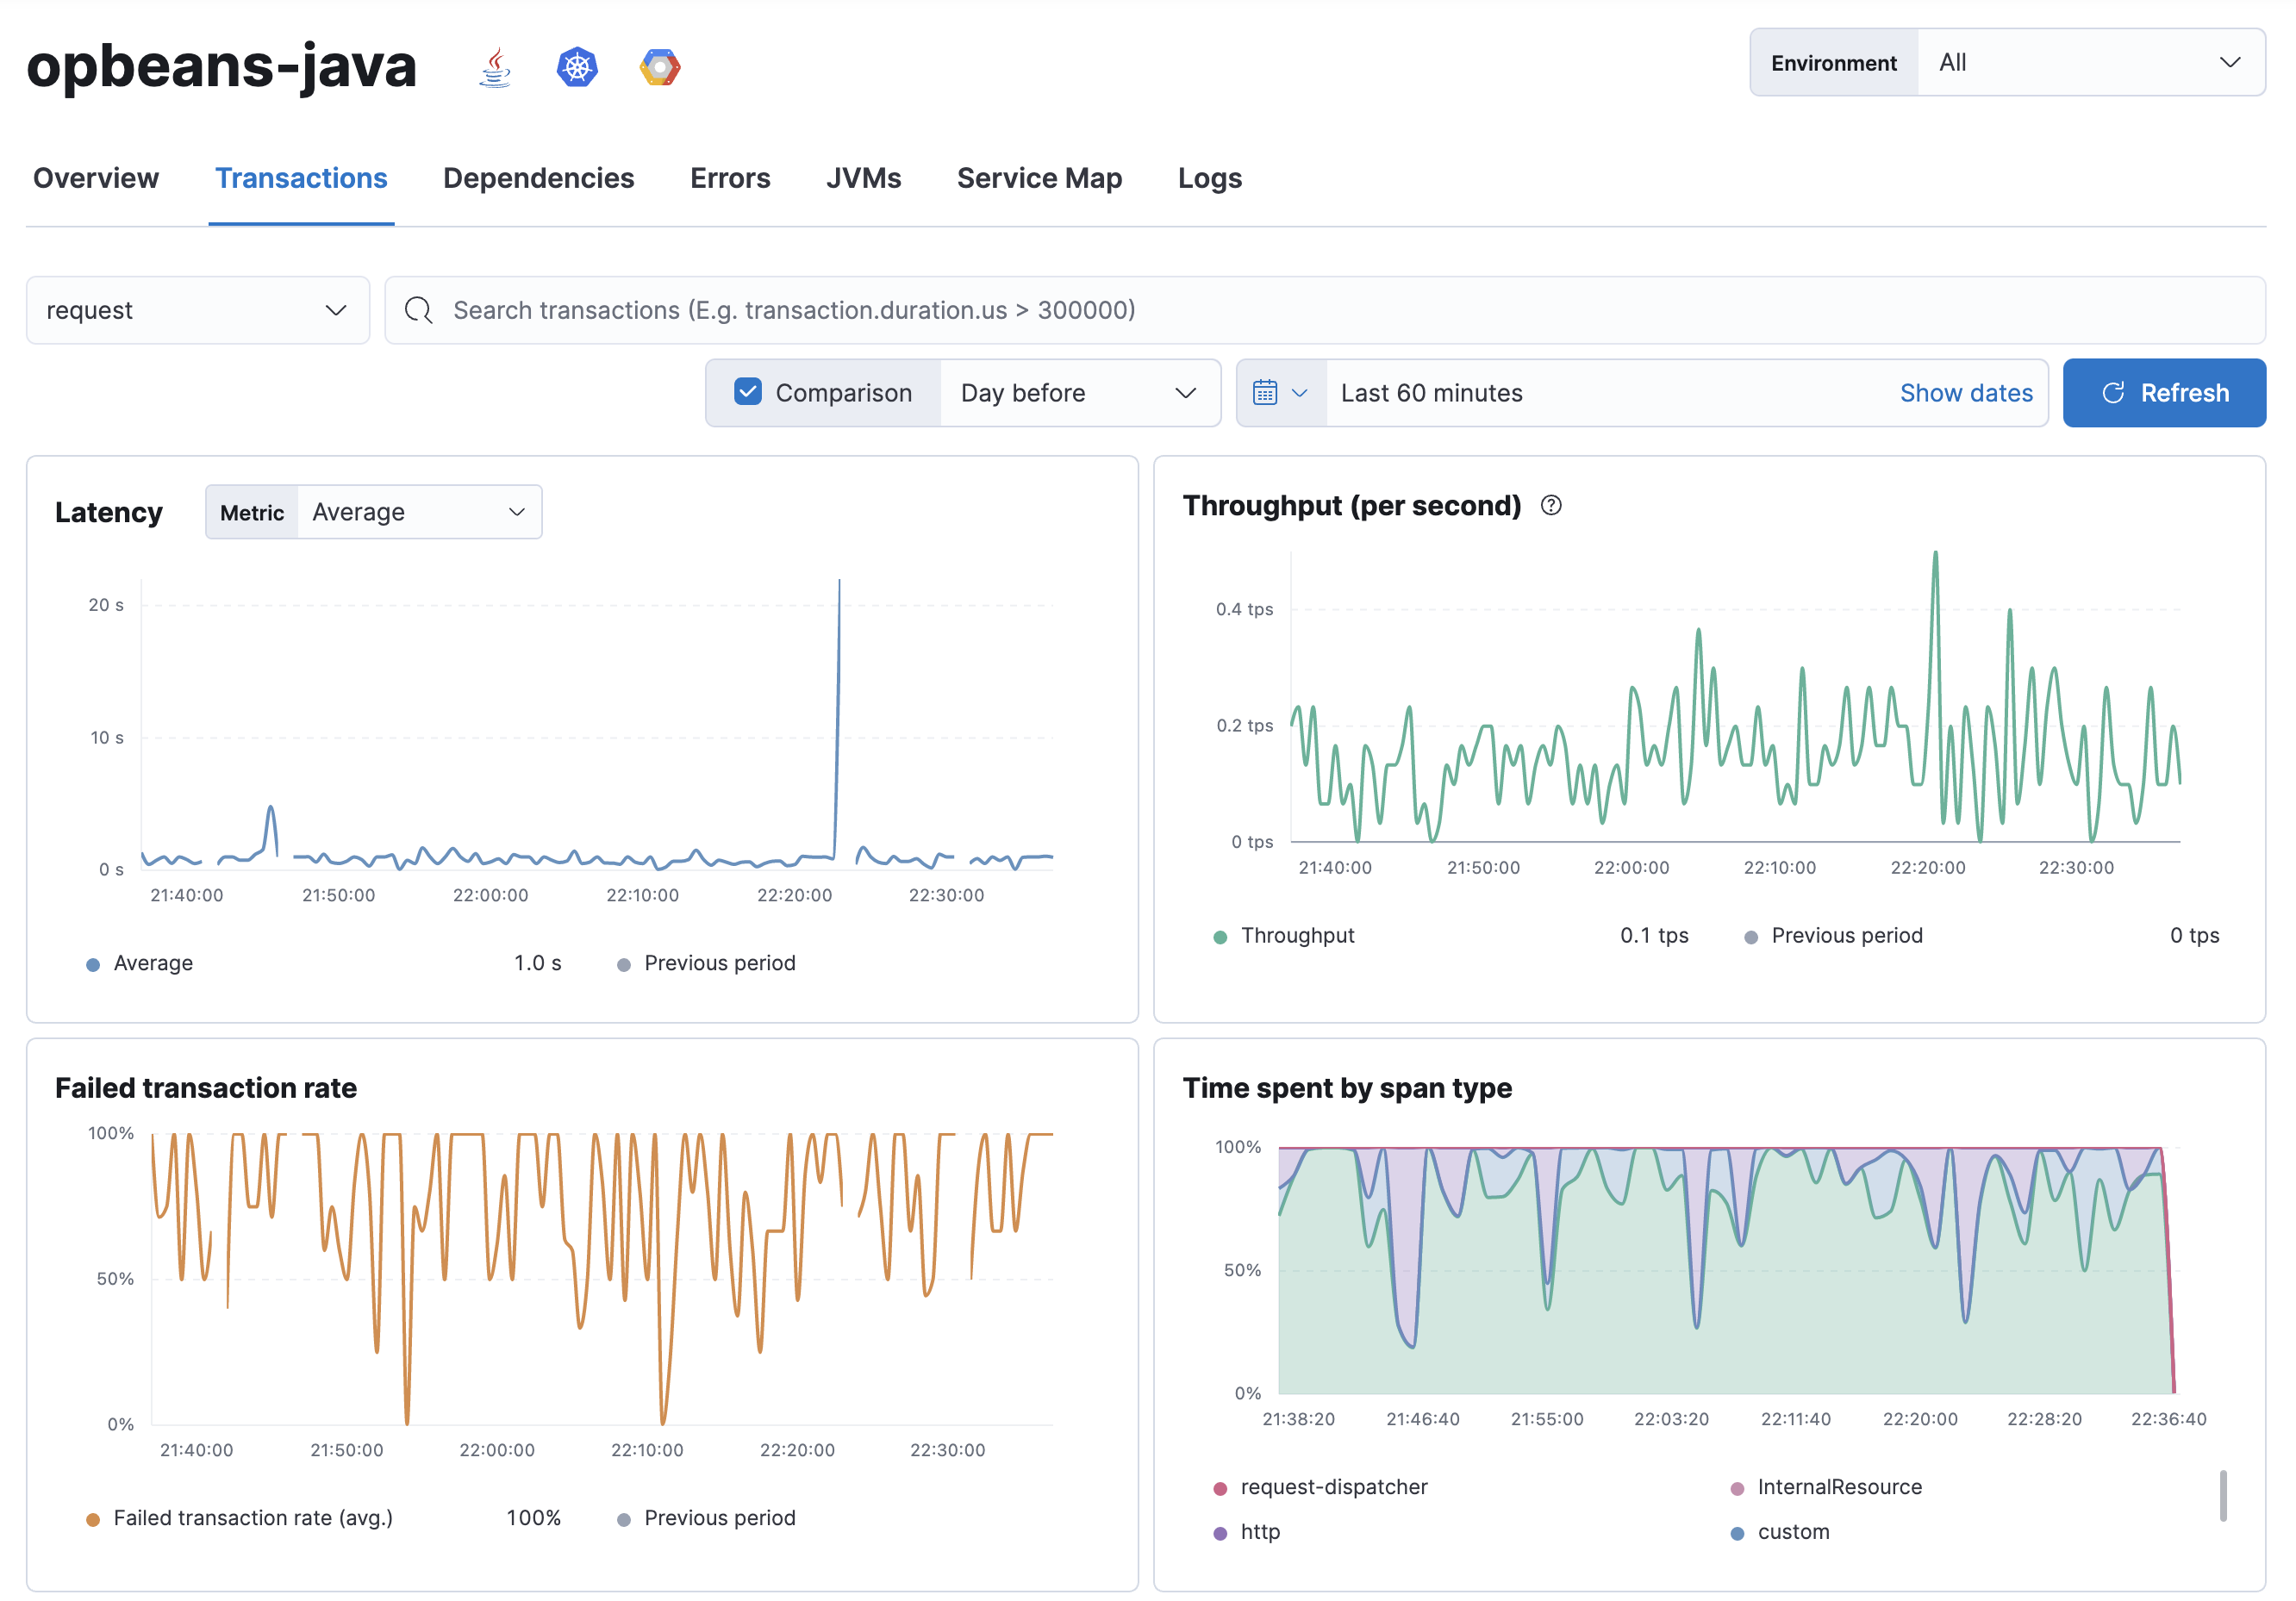 opbeans-java
Environment All
Overview Transactions Dependencies Errors JVMs Service Map Logs
request Search transactions (E.g. transaction.duration.us > 300000)
Comparison Day before Last 60 minutes Show dates Refresh
Latency Metric Average
20 s
10 s
0 s
21:40:00 21:50:00 22:00:00 22:10:00 22:20:00 22:30:00
Average 1.0 s Previous period
Throughput (per second)
0.4 tps
0.2 tps
0 tps
21:40:00 21:50:00 22:00:00 22:10:00 22:20:00 22:30:00
Throughput 0.1 tps Previous period 0 tps
Failed transaction rate
100%
50%
0%
21:40:00 21:50:00 22:00:00 22:10:00 22:20:00 22:30:00
Failed transaction rate (avg.) 100% Previous period
Time spent by span type
100%
50%
0%
21:38:20 21:46:40 21:55:00 22:03:20 22:11:40 22:20:00 22:28:20 22:36:40
request-dispatcher InternalResource
http custom